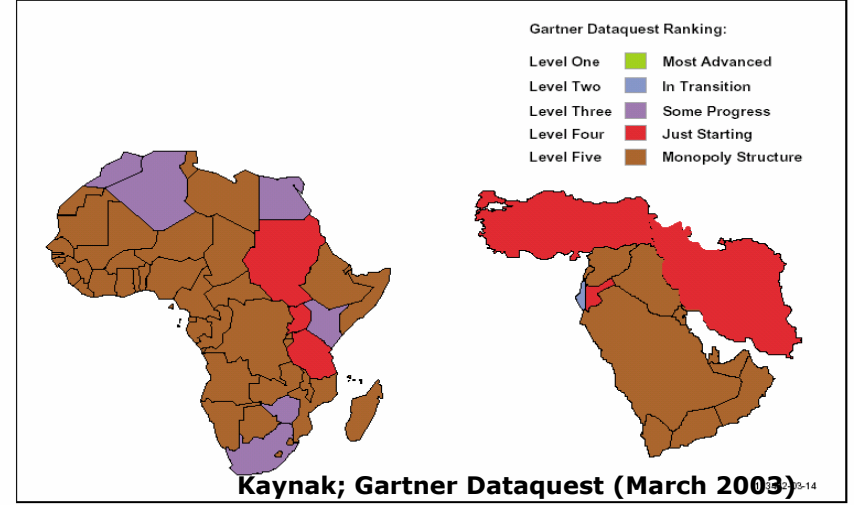 Gartner Dataquest Ranking:
Level One Most Advanced
Level Two In Transition
Level Three Some Progress
Level Four Just Starting
Level Five Monopoly Structure
Kaynak; Gartner Dataquest (March 2003)